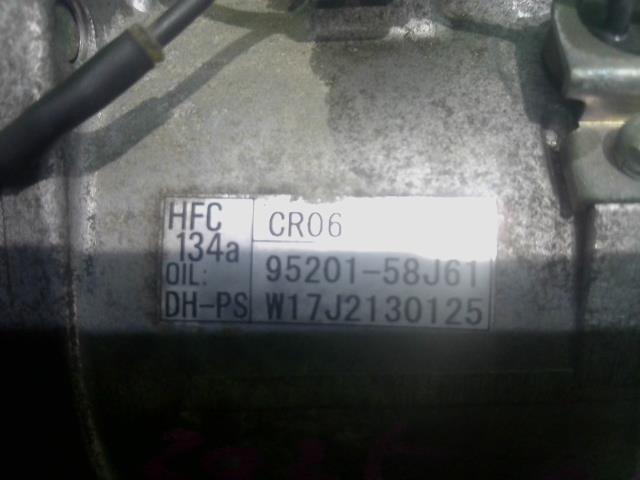 HFC
134a
OIL:
DH-PS
CR06
95201-58J61
W17J2130125